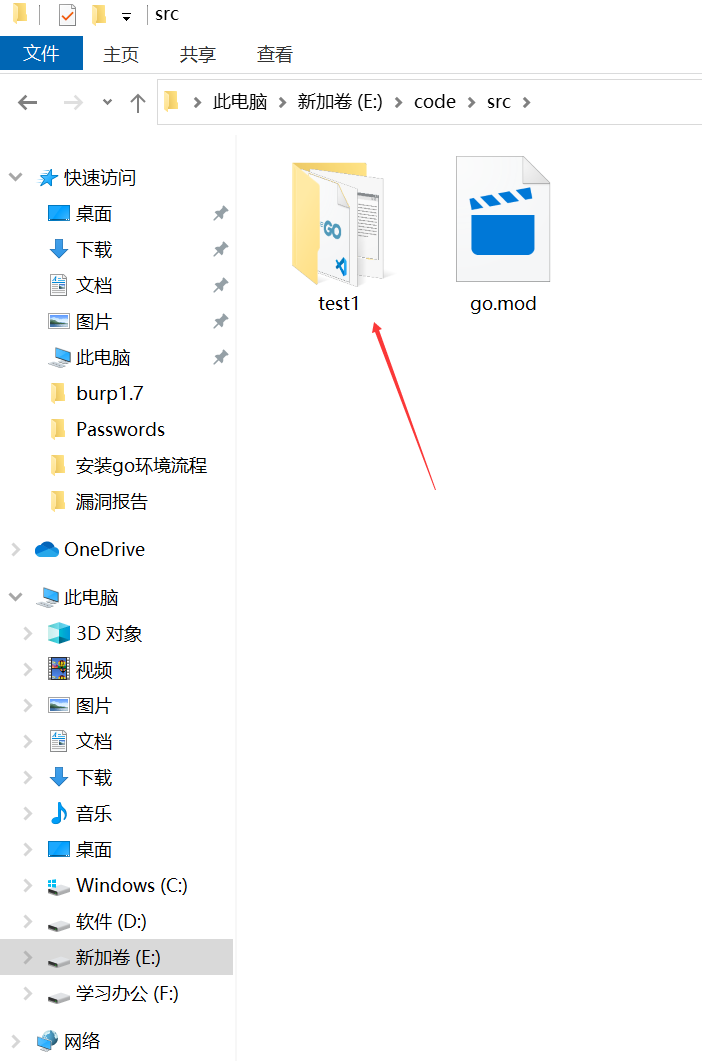 src
文件 主页 共享 查看
此电脑 新加卷 (E:) code src
快速访问
桌面
下载
文档
图片
此电脑
burp1.7
Passwords
安装go环境流程
漏洞报告
OneDrive
此电脑
3D 对象
视频
图片
文档
下载
音乐
桌面
Windows (C:)
软件 (D:)
新加卷 (E:)
学习办公 (F:)
网络
GO
test1
go.mod